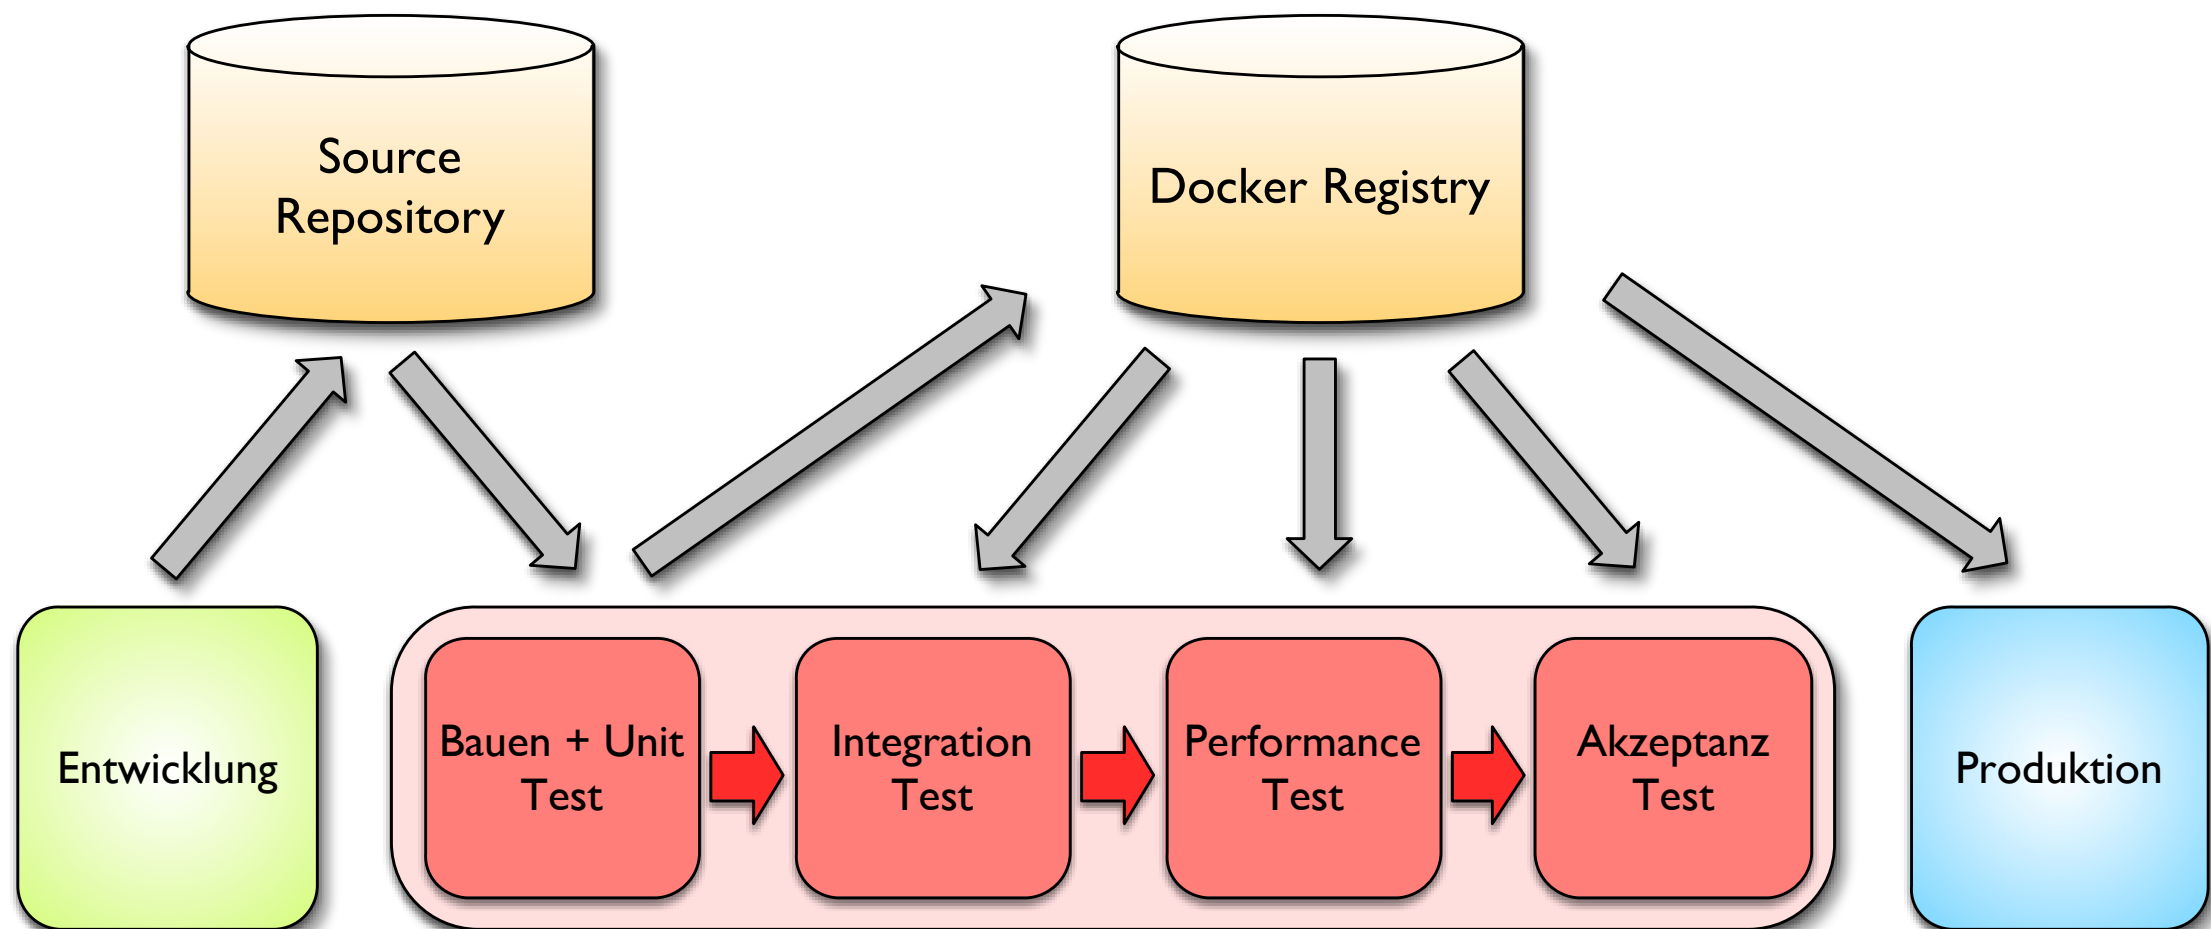 Source
Repository
Docker Registry
Entwicklung
Bauen + Unit
Test
Integration
Test
Performance
Test
Akzeptanz
Test
Produktion